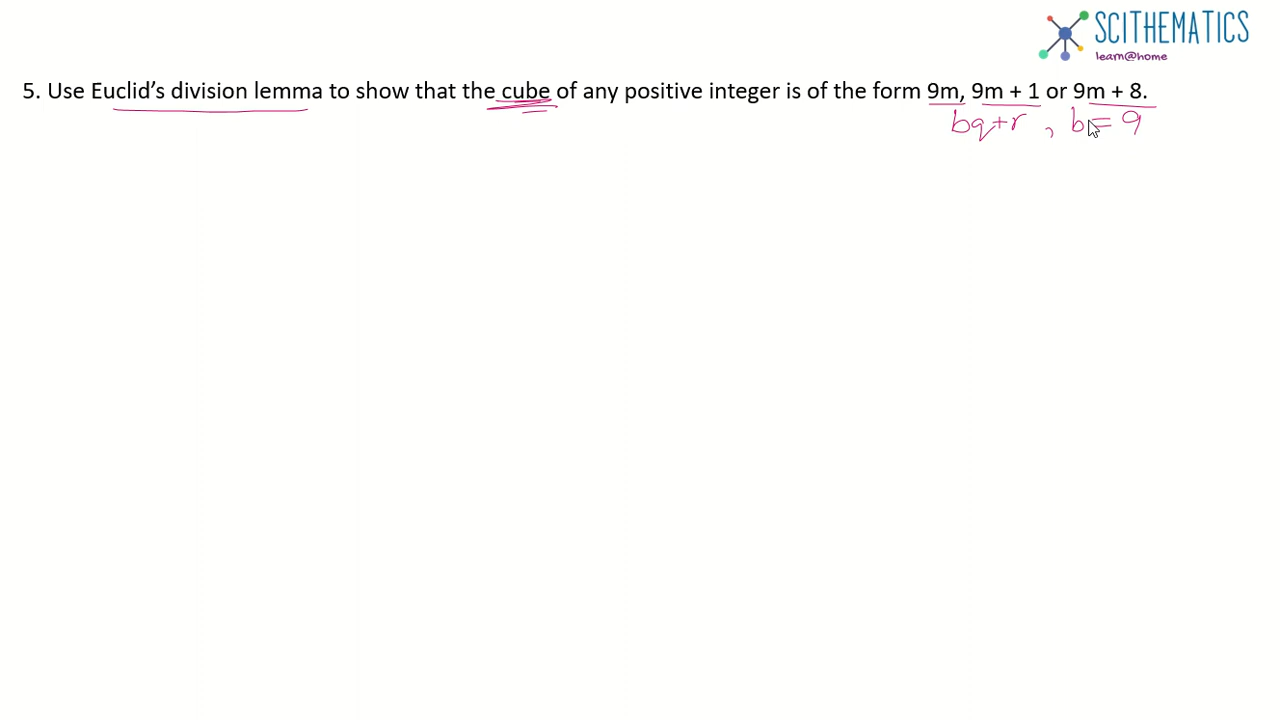 SCITHEMATICS
learn@home
5. Use Euclid’s division lemma to show that the cube of any positive integer is of the form 9m, 9m + 1 or 9m + 8.
bq+r , b = 9